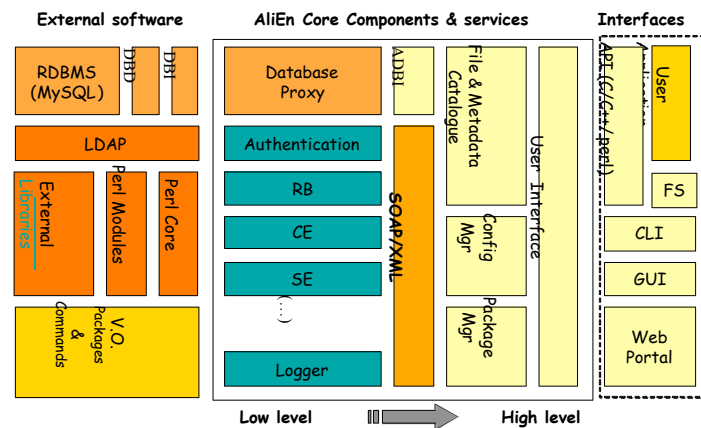 External software
AliEn Core Components & services
Interfaces
RDBMS
(MySQL)
DBD
DBI
LDAP
External
Libraries
Perl Modules
Perl Core
V.O.
Packages
&
Commands
Database
Proxy
ADBI
Authentication
RB
CE
SE
(...)
Logger
SOAP/XML
File & Metadata
Catalogue
Config
Mgr
Package
Mgr
User Interface
API (C/C++/perl)
User
Application
FS
CLI
GUI
Web
Portal
Low level
High level